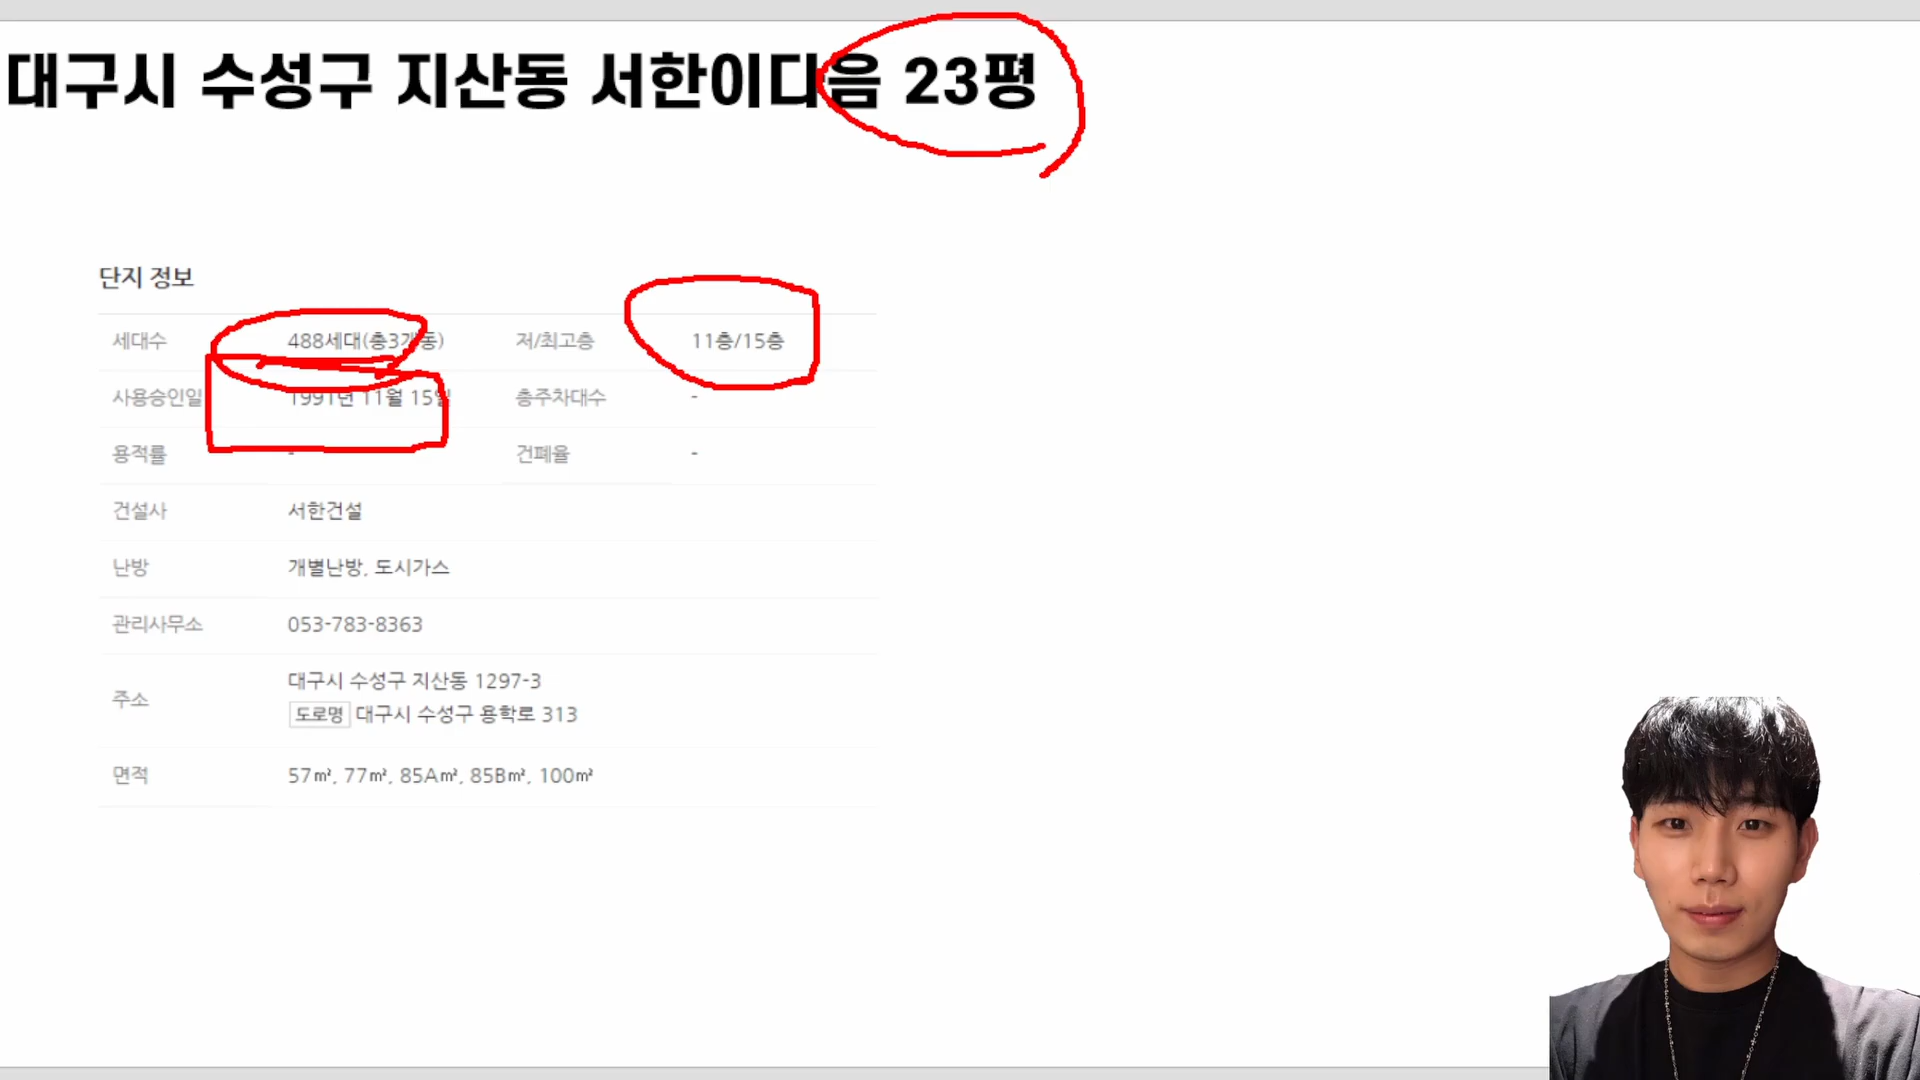 대구시 수성구 지산동 서한이다음 23평
단지 정보
세대수 488세대(총3개동) 저/최고층 11층/15층
사용승인일 1991년 11월 15일 총주차대수 -
용적률 - 건폐율 -
건설사 서한건설
난방 개별난방, 도시가스
관리사무소 053-783-8363
주소 대구시 수성구 지산동 1297-3
도로명 대구시 수성구 용학로 313
면적 57㎡, 77㎡, 85A㎡, 85B㎡, 100㎡